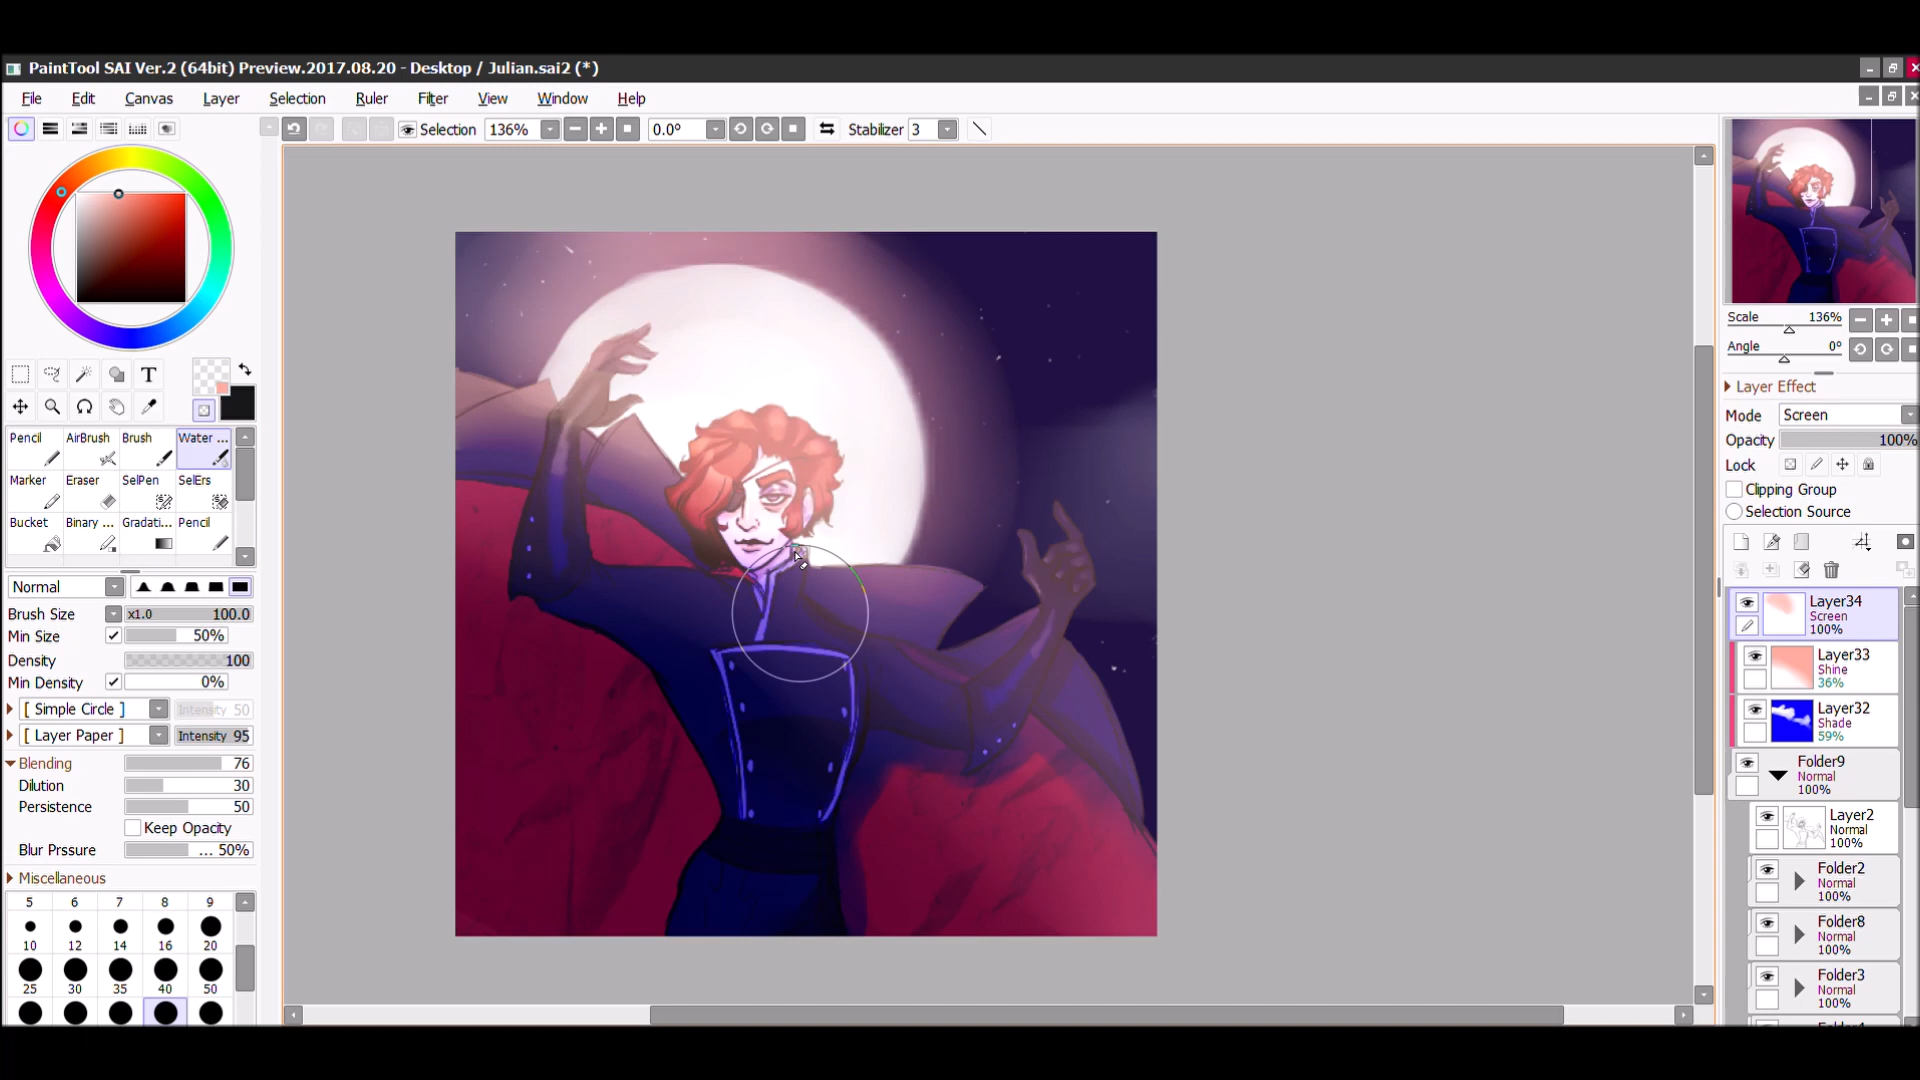 PaintTool SAI Ver.2 (64bit) Preview.2017.08.20 - Desktop / Julian.sai2 (*)
File Edit Canvas Layer Selection Ruler Filter View Window Help
Selection 136% 0.0° Stabilizer 3
Scale 136%
Angle 0°
Layer Effect
Mode Screen
Opacity 100%
Lock
Clipping Group
Selection Source
T
Pencil AirBrush Brush Water ...
Marker Eraser SelPen SelErs
Bucket Binary ... Gradati... Pencil
Normal
Brush Size x1.0 100.0
Min Size 50%
Density 100
Min Density 0%
[ Simple Circle ] Intensity 50
[ Layer Paper ] Intensity 95
Blending 76
Dilution 30
Persistence 50
Keep Opacity
Blur Prssure ... 50%
Miscellaneous
5 6 7 8 9
10 12 14 16 20
25 30 35 40 50
Layer34
Screen
100%
Layer33
Shine
36%
Layer32
Shade
59%
Folder9
Normal
100%
Layer2
Normal
100%
Folder2
Normal
100%
Folder8
Normal
100%
Folder3
Normal
100%